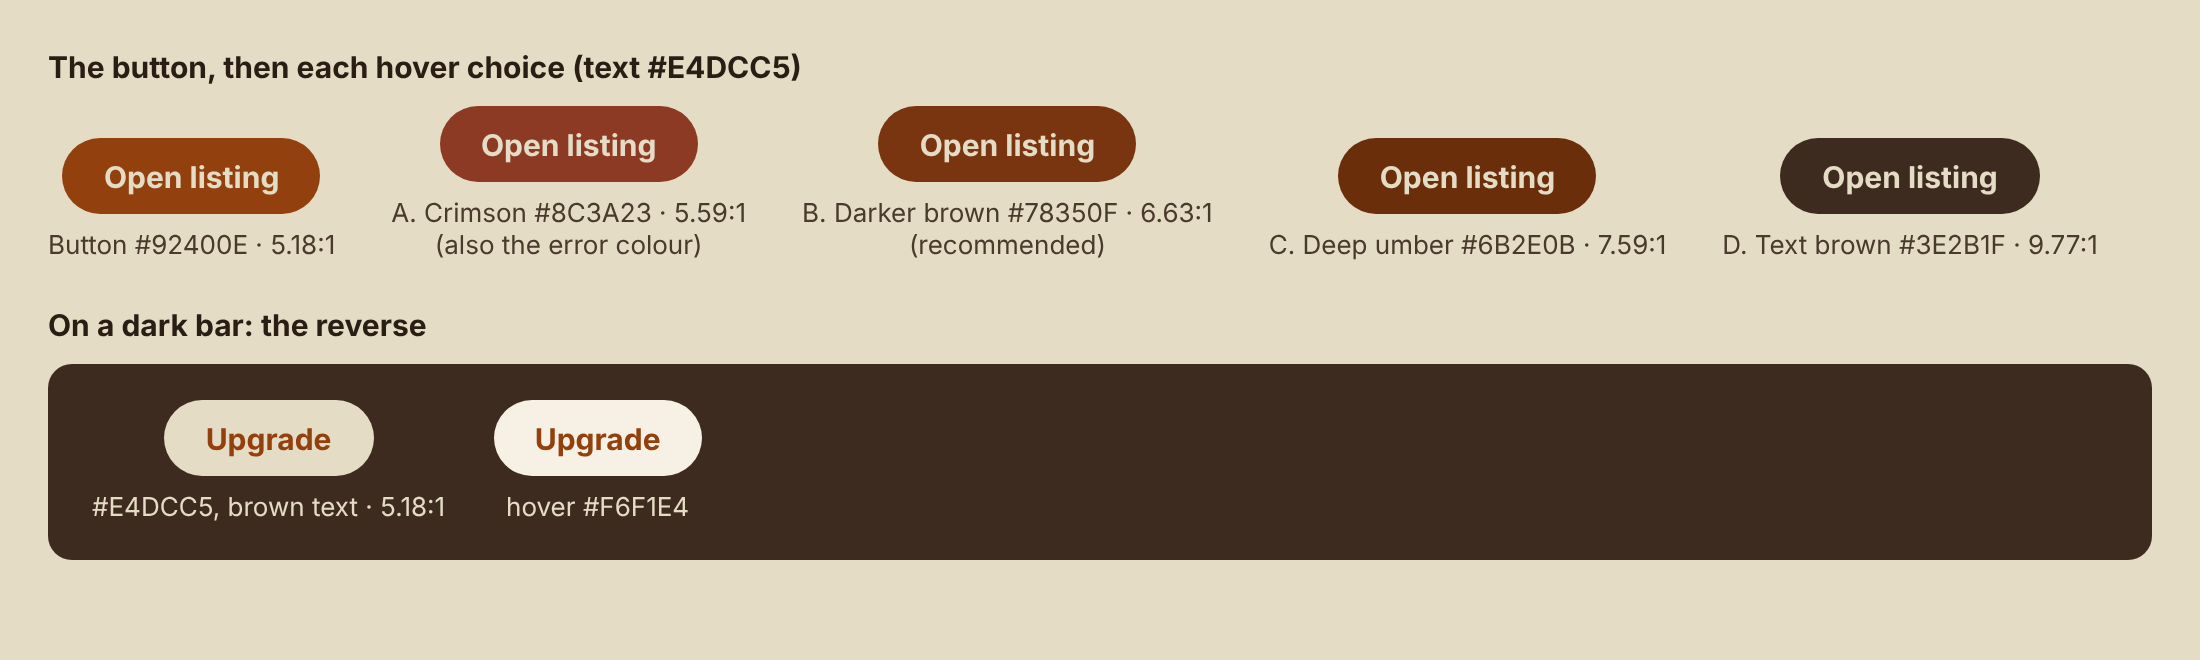 The button, then each hover choice (text #E4DCC5)
Open listing
Button #92400E · 5.18:1
Open listing
A. Crimson #8C3A23 · 5.59:1
(also the error colour)
Open listing
B. Darker brown #78350F · 6.63:1
(recommended)
Open listing
C. Deep umber #6B2E0B · 7.59:1
Open listing
D. Text brown #3E2B1F · 9.77:1
On a dark bar: the reverse
Upgrade
#E4DCC5, brown text · 5.18:1
Upgrade
hover #F6F1E4